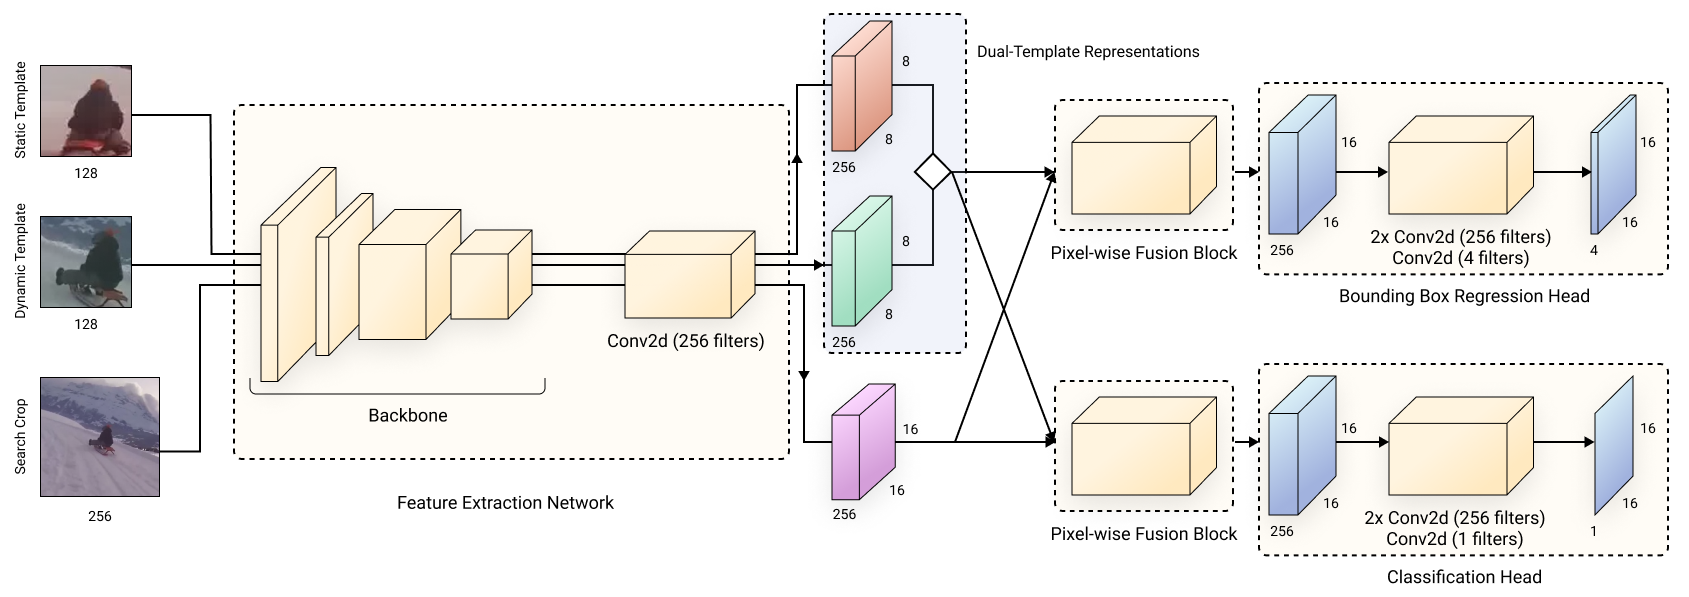 Static Template
128
Dynamic Template
128
Search Crop
256
Backbone
Conv2d (256 filters)
Feature Extraction Network
Dual-Template Representations
8
8
256
8
8
256
16
16
256
Pixel-wise Fusion Block
16
16
256
2x Conv2d (256 filters)
Conv2d (4 filters)
16
16
4
Bounding Box Regression Head
Pixel-wise Fusion Block
16
16
256
2x Conv2d (256 filters)
Conv2d (1 filters)
16
16
1
Classification Head